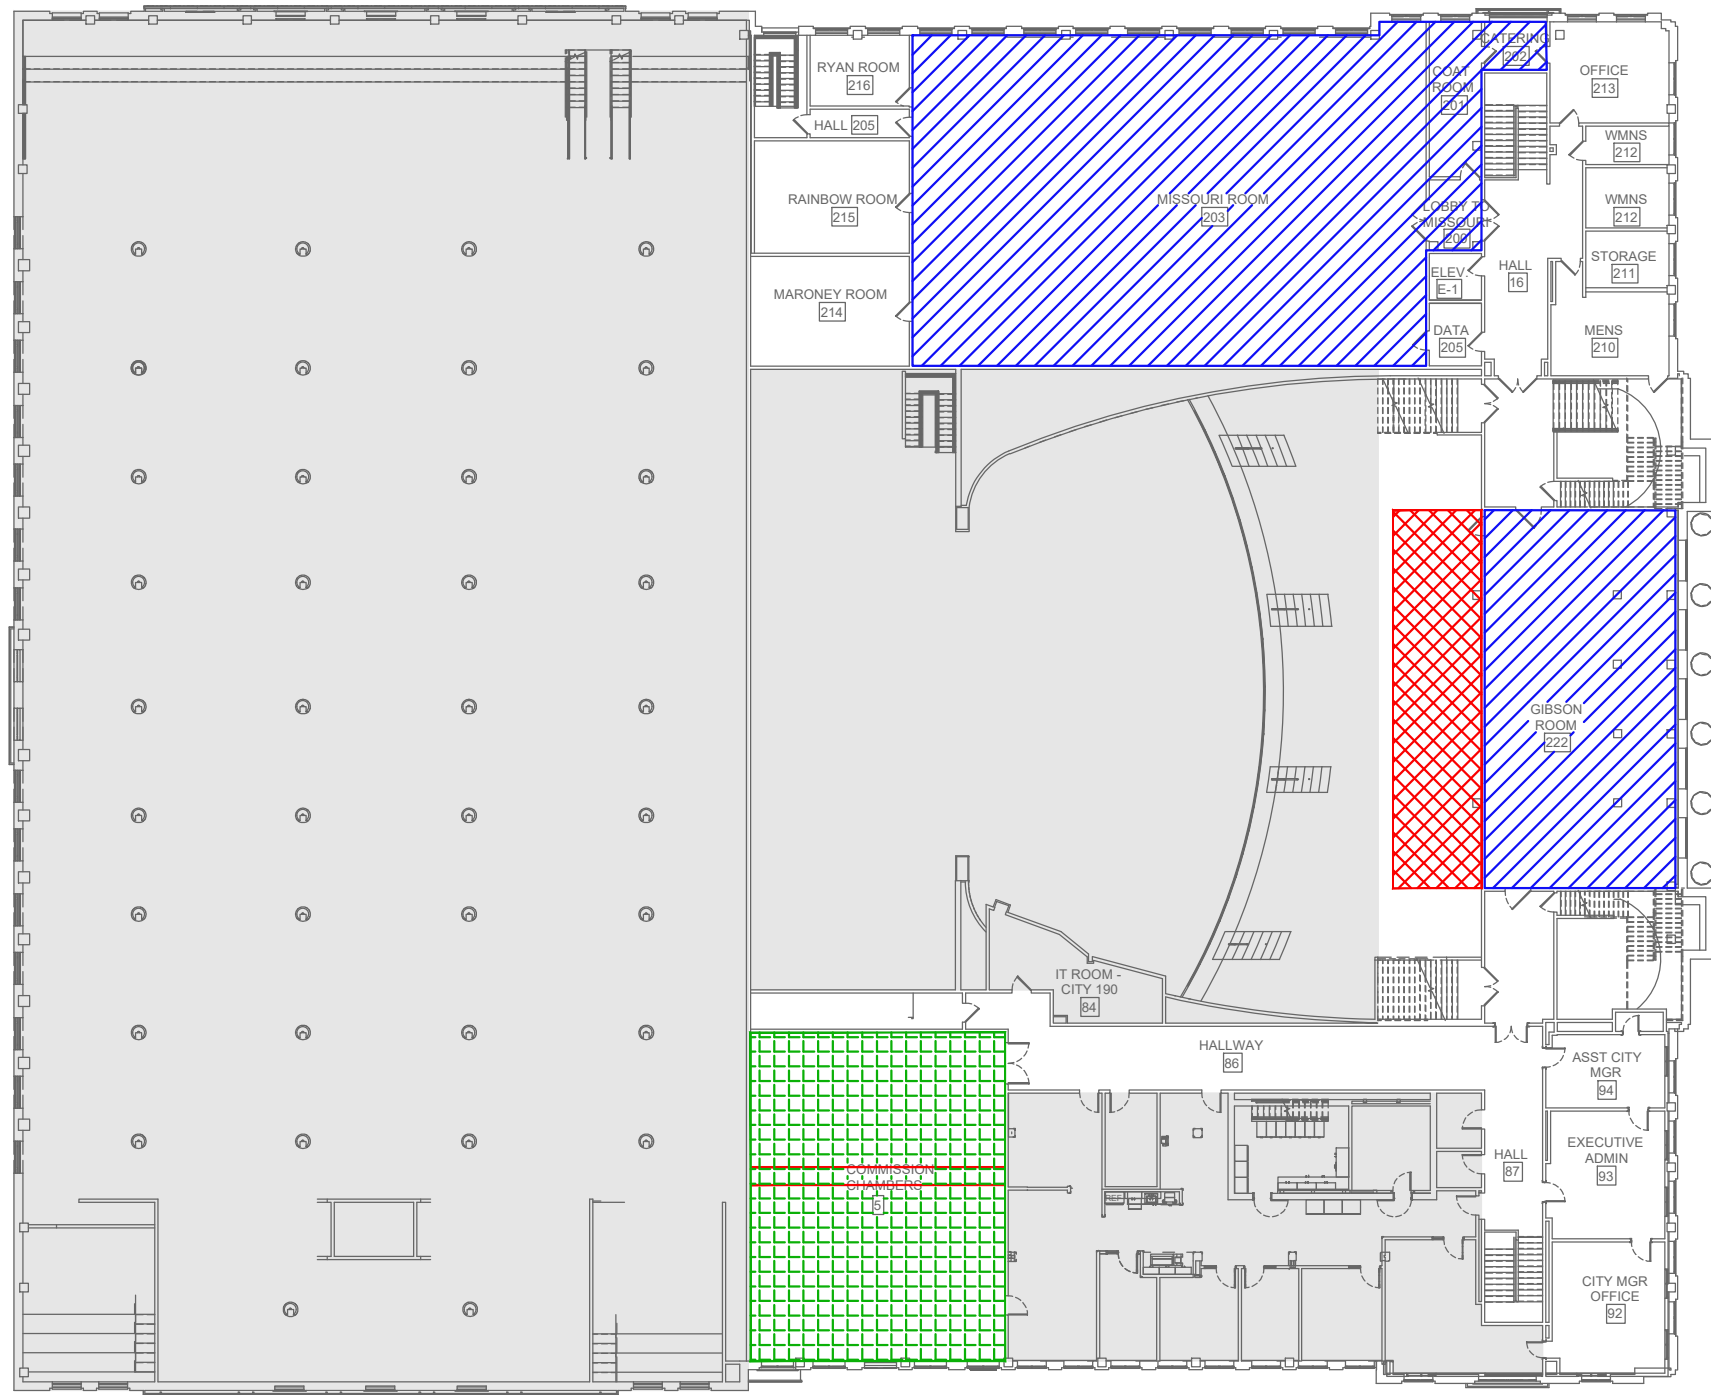 CATERING
202
RYAN ROOM
216
COAT
ROOM
201
OFFICE
213
HALL 205
WMNS
212
RAINBOW ROOM
215
MISSOURI ROOM
203
LOBBY TO
MISSOURI
200
WMNS
212
STORAGE
211
ELEV.
E-1
HALL
16
MARONEY ROOM
214
DATA
205
MENS
210
GIBSON
ROOM
222
IT ROOM -
CITY 190
84
HALLWAY
86
ASST CITY
MGR
94
COMMISSION
CHAMBERS
5
REF
HALL
87
EXECUTIVE
ADMIN
93
CITY MGR
OFFICE
92